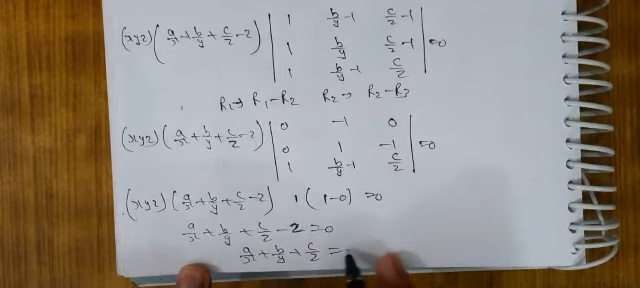 (xyz)(a/x + b/y + c/z - 2) | 1 b/y - 1 c/z - 1 |
| 1 b/y c/z - 1 | = 0
| 1 b/y - 1 c/z |
R1 → R1 - R2 R2 → R2 - R3
(xyz)(a/x + b/y + c/z - 2) | 0 -1 0 |
| 0 1 -1 | = 0
| 1 b/y - 1 c/z |
(xyz)(a/x + b/y + c/z - 2) 1(1-0) = 0
a/x + b/y + c/z - 2 = 0
a/x + b/y + c/z =